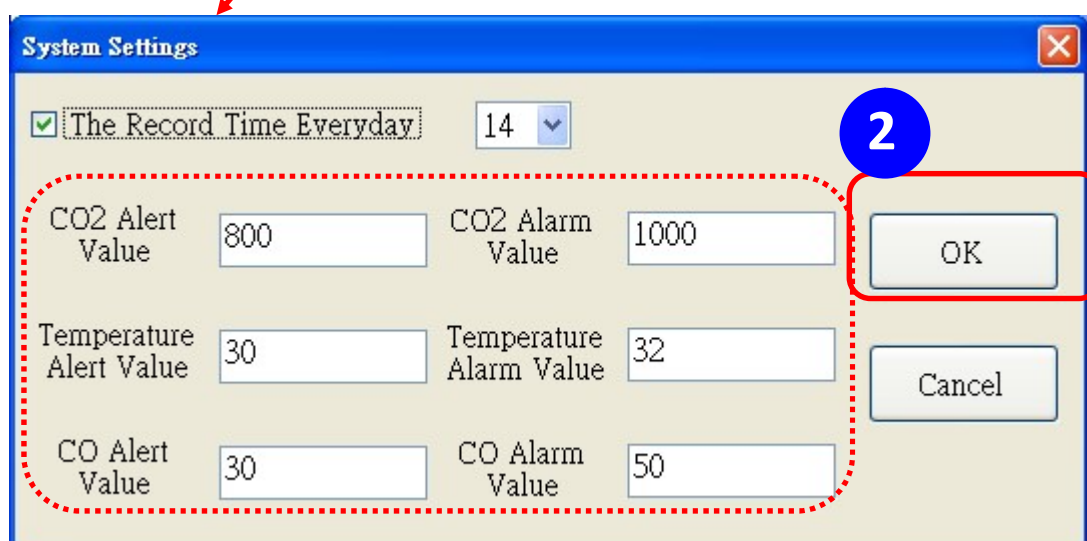 System Settings
The Record Time Everyday 14
2
CO2 Alert
Value
800
CO2 Alarm
Value
1000
OK
Temperature
Alert Value
30
Temperature
Alarm Value
32
Cancel
CO Alert
Value
30
CO Alarm
Value
50